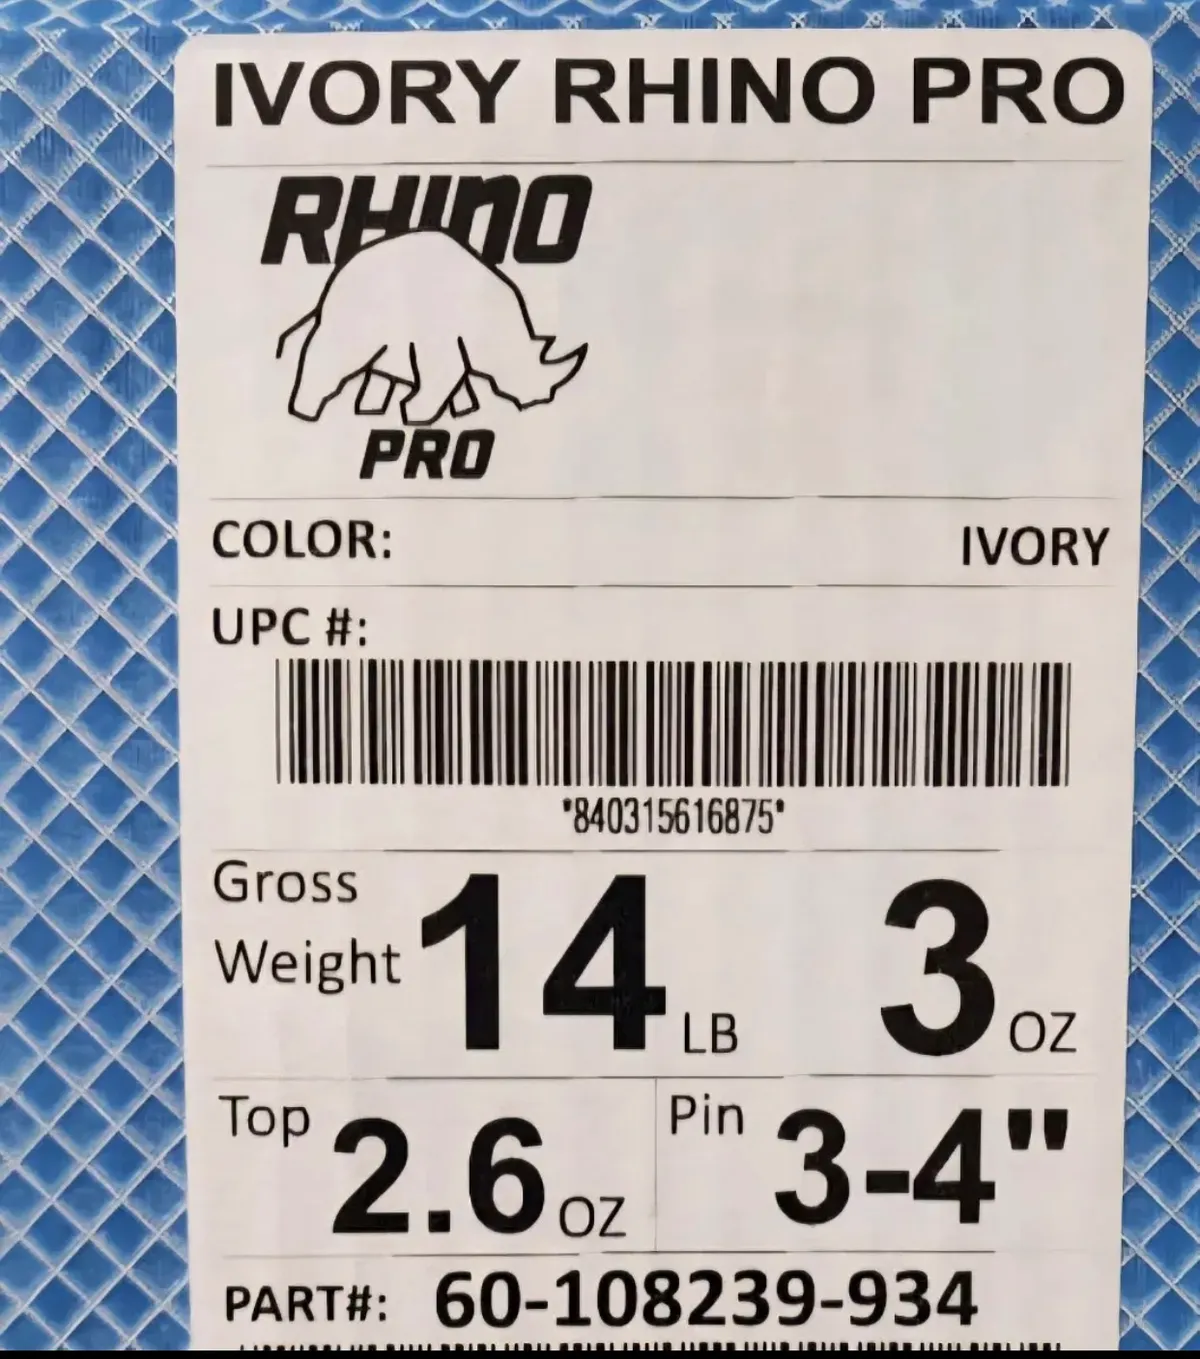 IVORY RHINO PRO
RHINO
PRO
COLOR: IVORY
UPC #:
*840315616875*
Gross
Weight 14 LB 3 OZ
Top 2.6 OZ Pin 3-4"
PART#: 60-108239-934